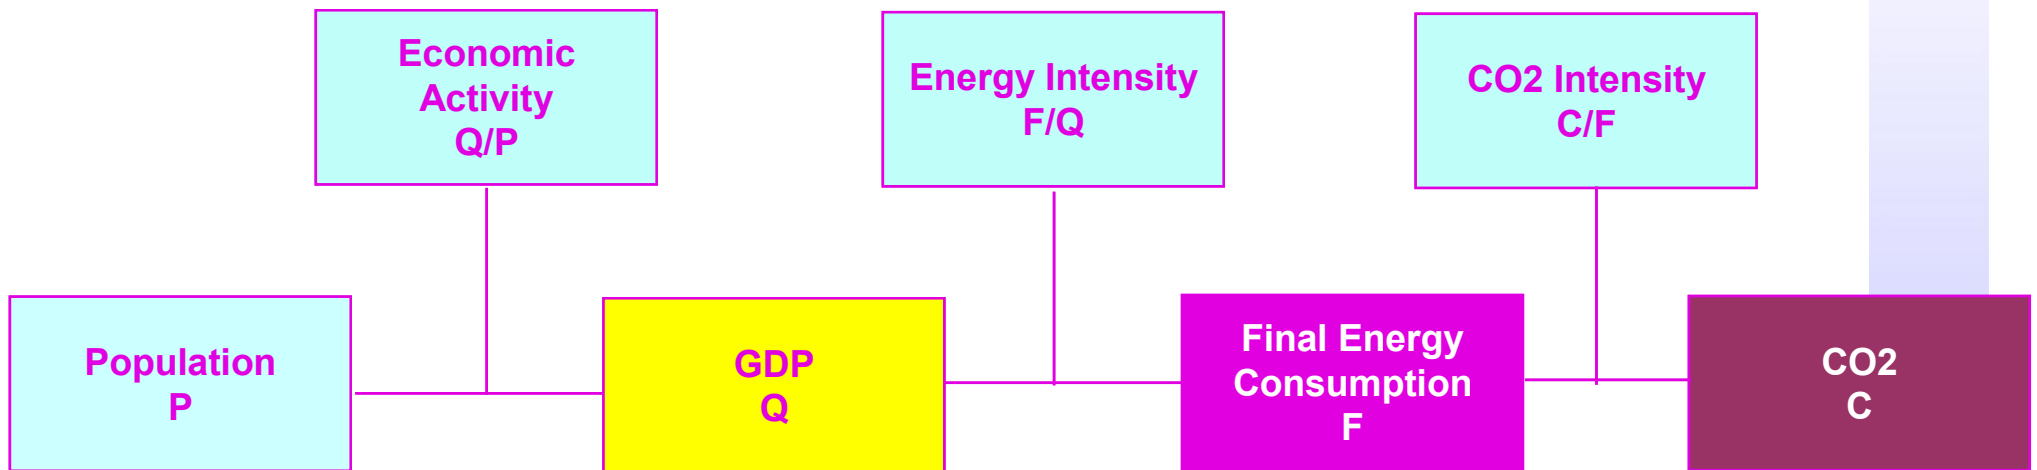 Economic
Activity
Q/P
Energy Intensity
F/Q
CO2 Intensity
C/F
Population
P
GDP
Q
Final Energy
Consumption
F
CO2
C